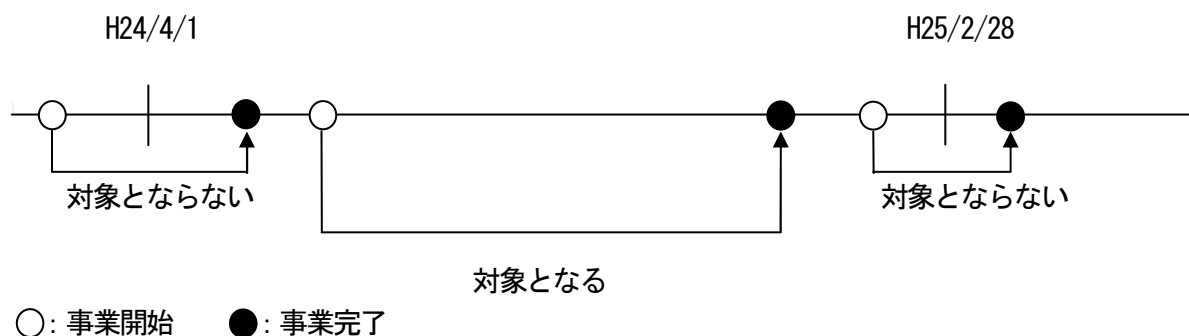 H24/4/1
H25/2/28
対象とならない
対象とならない
対象となる
○: 事業開始 ●: 事業完了